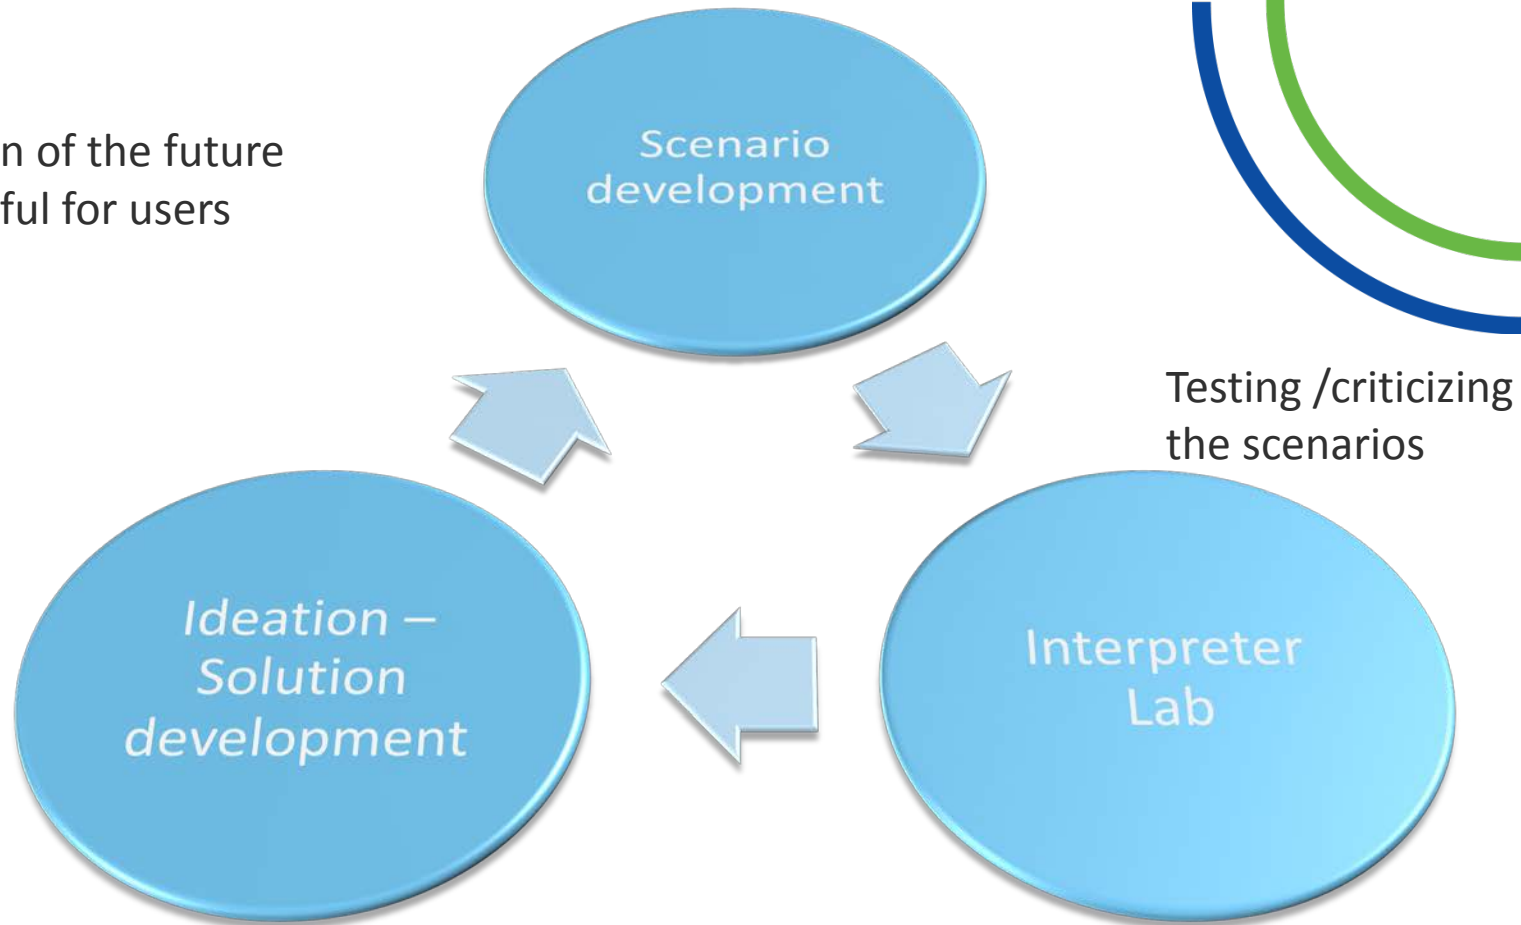 Scenario
development
n of the future
ful for users
Testing /criticizing
the scenarios
Ideation –
Solution
development
Interpreter
Lab